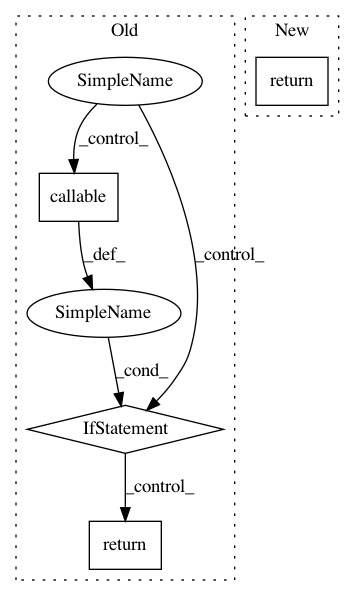 Old
New
SimpleName
return
_control_
callable
_def_
_control_
SimpleName
_cond_
IfStatement
_control_
return